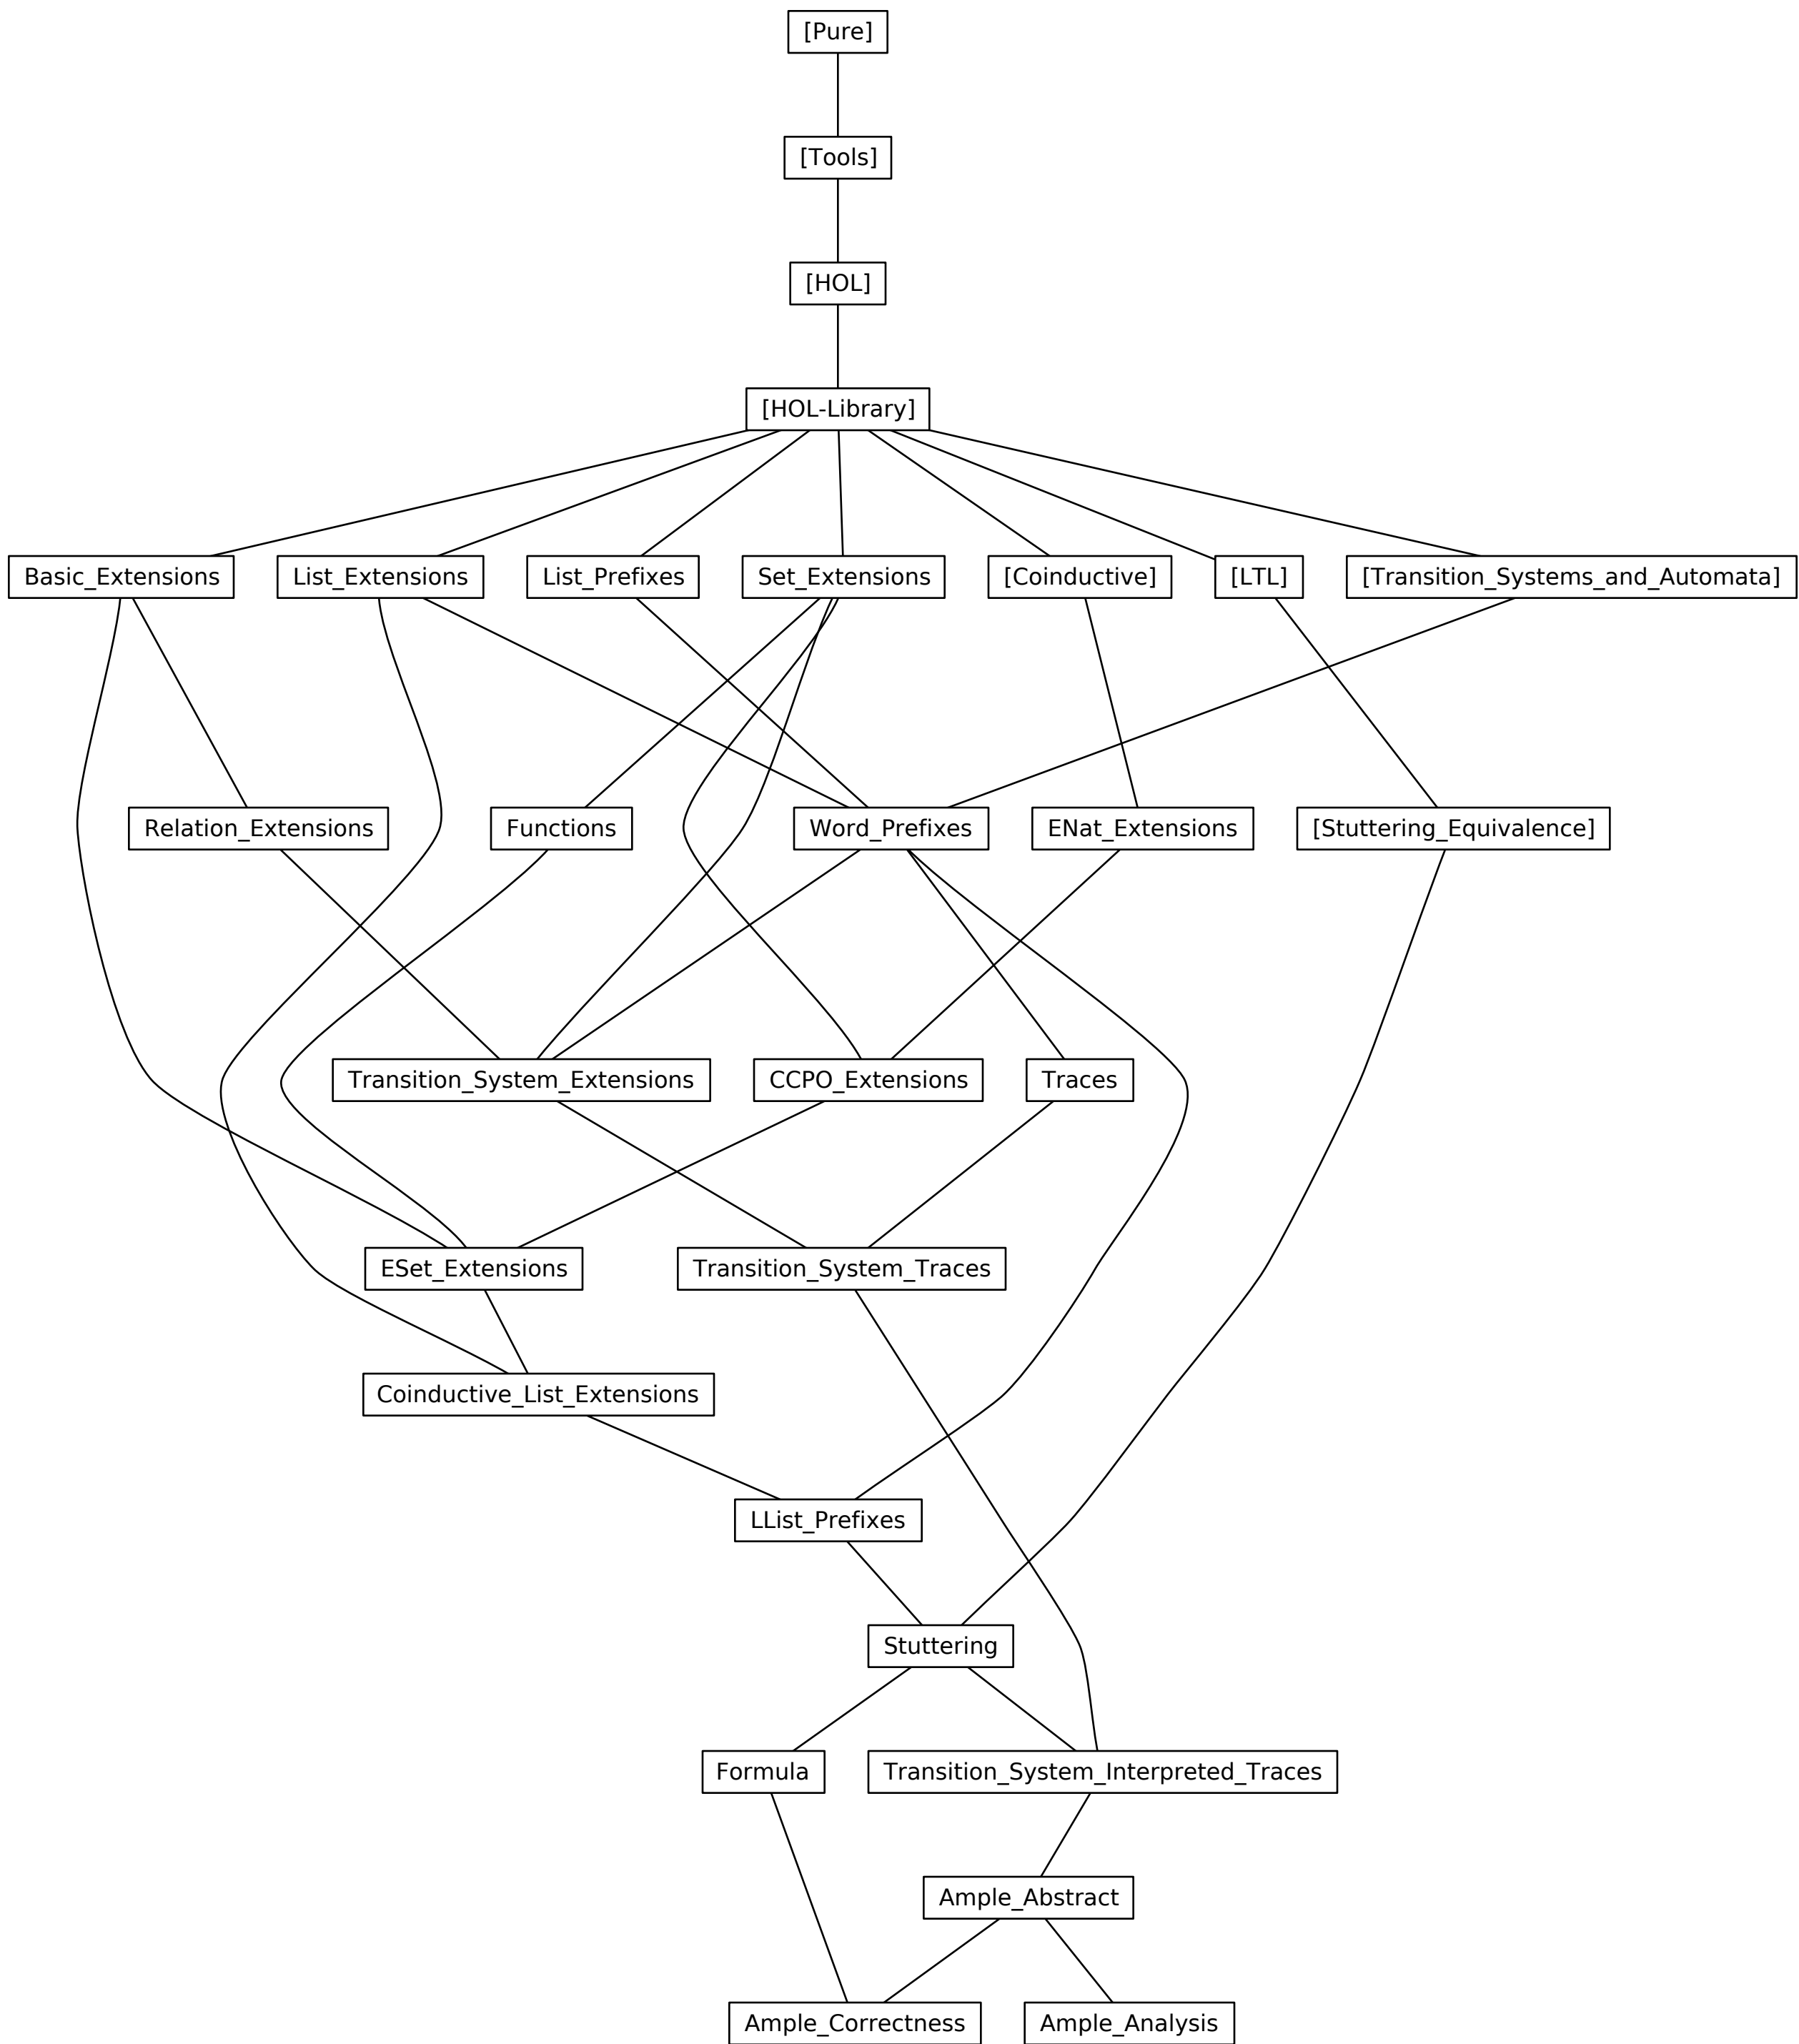 [Pure]
[Tools]
[HOL]
[HOL-Library]
Basic_Extensions
List_Extensions
List_Prefixes
Set_Extensions
[Coinductive]
[LTL]
[Transition_Systems_and_Automata]
Relation_Extensions
Functions
Word_Prefixes
ENat_Extensions
[Stuttering_Equivalence]
Transition_System_Extensions
CCPO_Extensions
Traces
ESet_Extensions
Transition_System_Traces
Coinductive_List_Extensions
LList_Prefixes
Stuttering
Formula
Transition_System_Interpreted_Traces
Ample_Abstract
Ample_Correctness
Ample_Analysis